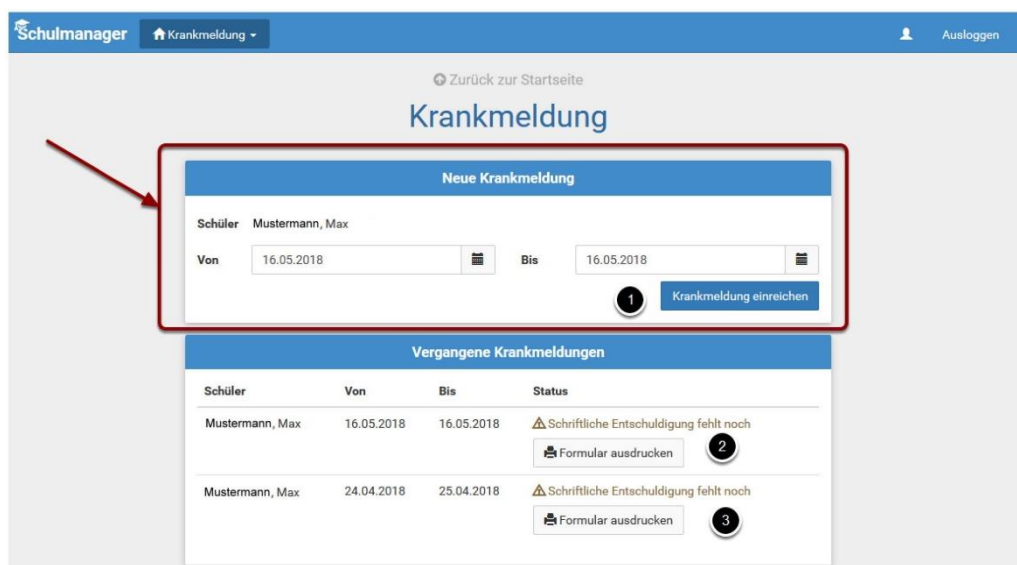 Schulmanager Krankmeldung Ausloggen
Zurück zur Startseite
Krankmeldung
Neue Krankmeldung
Schüler Mustermann, Max
Von 16.05.2018 Bis 16.05.2018
1 Krankmeldung einreichen
Vergangene Krankmeldungen
Schüler Von Bis Status
Mustermann, Max 16.05.2018 16.05.2018 Schriftliche Entschuldigung fehlt noch
Formular ausdrucken 2
Mustermann, Max 24.04.2018 25.04.2018 Schriftliche Entschuldigung fehlt noch
Formular ausdrucken 3